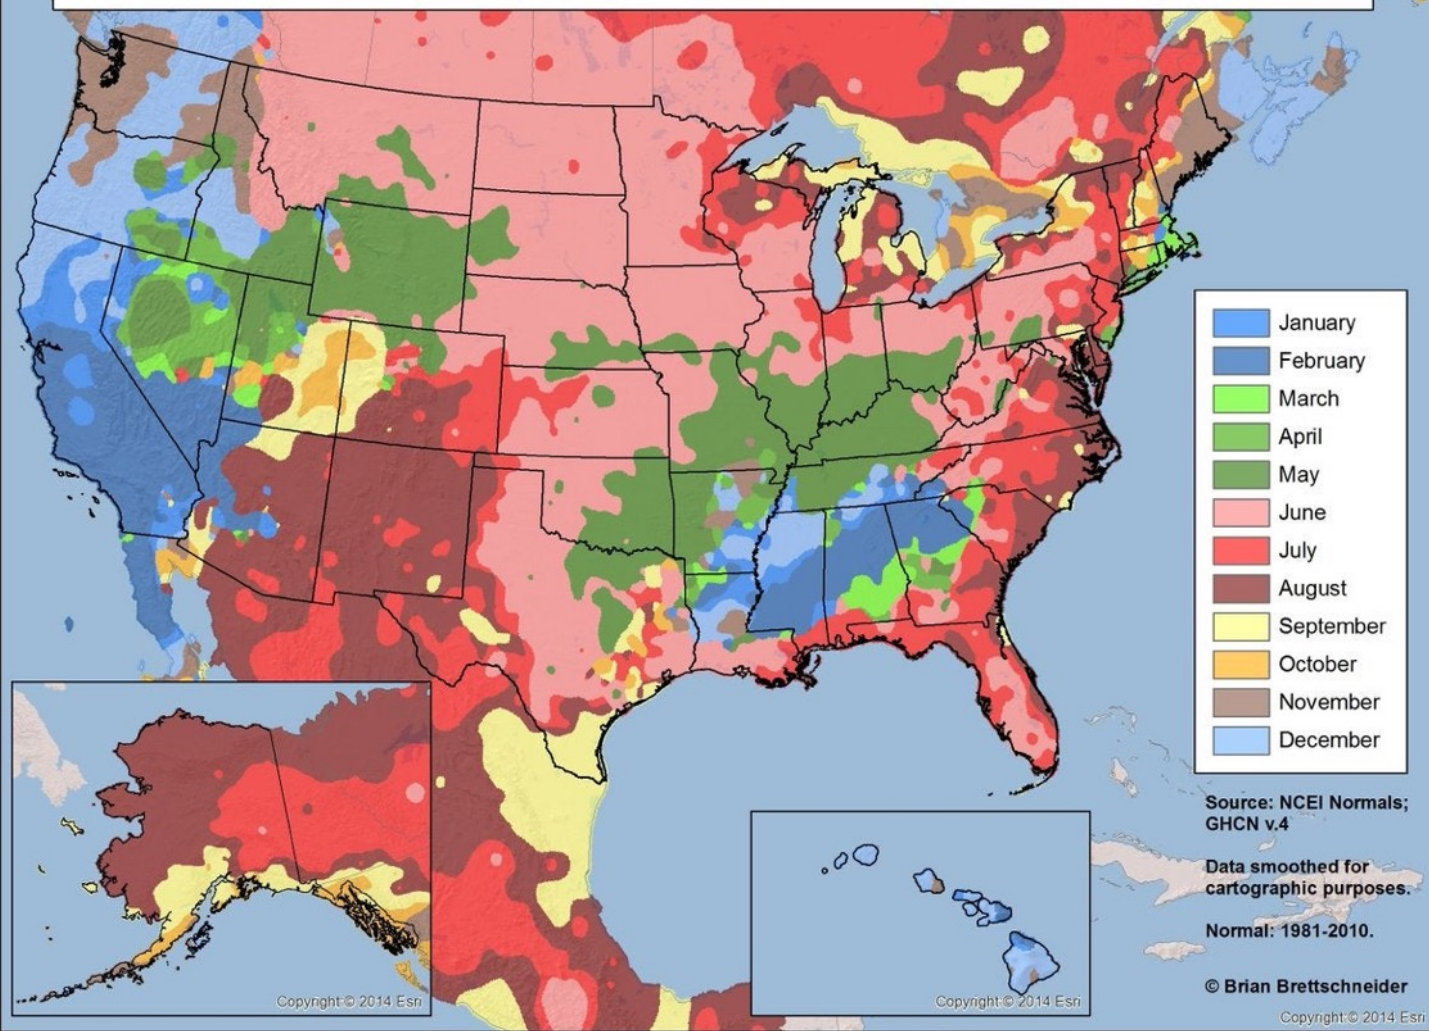 January
February
March
April
May
June
July
August
September
October
November
December
Source: NCEI Normals;
GHCN v.4
Data smoothed for
cartographic purposes.
Normal: 1981-2010.
© Brian Brettschneider
Copyright:© 2014 Esri
Copyright:© 2014 Esri
Copyright:© 2014 Esri